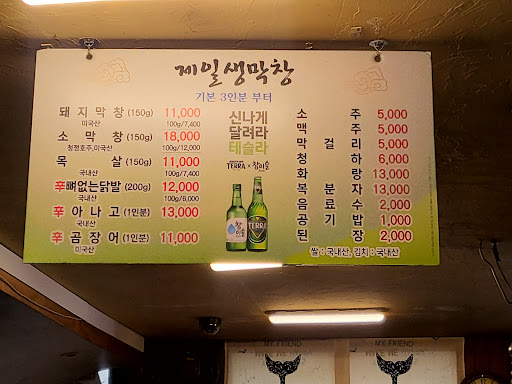 제일생막창
기본 3인분 부터
돼지막창 (150g) 11,000
미국산 100g/7,400
소막창 (150g) 18,000
청정호주,미국산 100g/12,000
목살 (150g) 11,000
국내산 100g/7,400
辛뼈없는닭발 (200g) 12,000
국내산 100g/6,000
辛아나고 (1인분) 13,000
국내산
辛곰장어 (1인분) 11,000
미국산
신나게
달려라
테슬라
TERRA × 참이슬
TERRA
소주 5,000
맥주 5,000
막걸리 5,000
청하 6,000
화랑 13,000
복분자 13,000
음료수 2,000
공기밥 1,000
된장 2,000
쌀 : 국내산, 김치 : 국내산
MY FRIEND
MY FRIEND